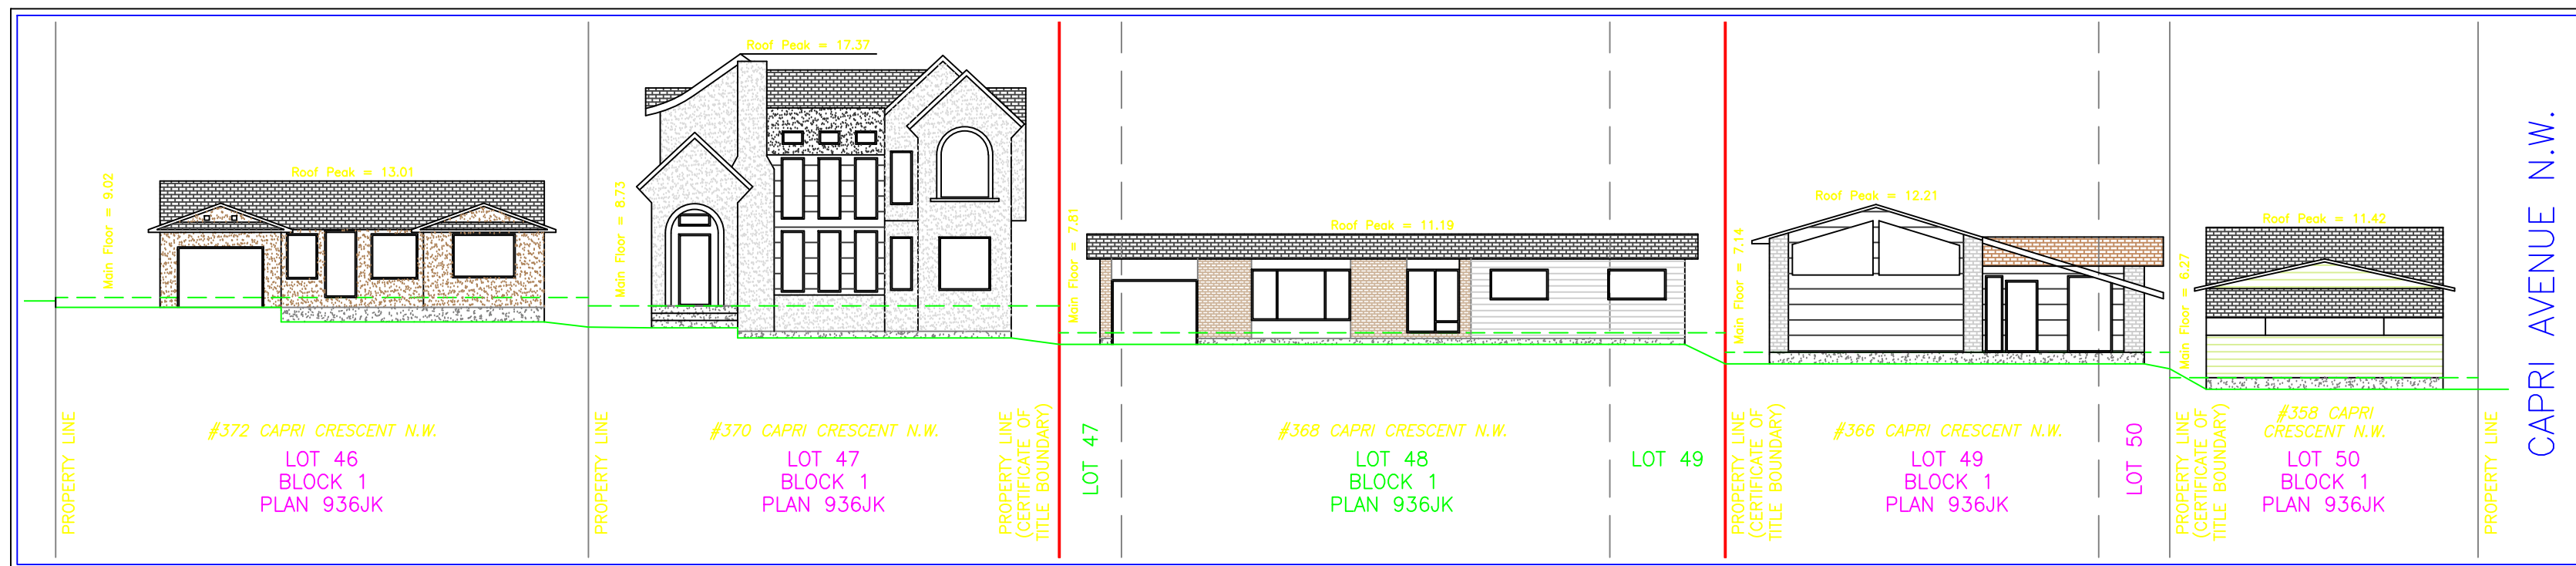 PROPERTY LINE
Main Floor = 9.02
Roof Peak = 13.01
#372 CAPRI CRESCENT N.W.
LOT 46
BLOCK 1
PLAN 936JK
PROPERTY LINE
Main Floor = 8.73
Roof Peak = 17.37
#370 CAPRI CRESCENT N.W.
LOT 47
BLOCK 1
PLAN 936JK
PROPERTY LINE
(CERTIFICATE OF
TITLE BOUNDARY)
Main Floor = 7.81
LOT 47
Roof Peak = 11.19
#368 CAPRI CRESCENT N.W.
LOT 48
BLOCK 1
PLAN 936JK
LOT 49
PROPERTY LINE
(CERTIFICATE OF
TITLE BOUNDARY)
Main Floor = 7.14
Roof Peak = 12.21
#366 CAPRI CRESCENT N.W.
LOT 49
BLOCK 1
PLAN 936JK
LOT 50
PROPERTY LINE
(CERTIFICATE OF
TITLE BOUNDARY)
Main Floor = 6.27
Roof Peak = 11.42
#358 CAPRI
CRESCENT N.W.
LOT 50
BLOCK 1
PLAN 936JK
PROPERTY LINE
CAPRI AVENUE N.W.